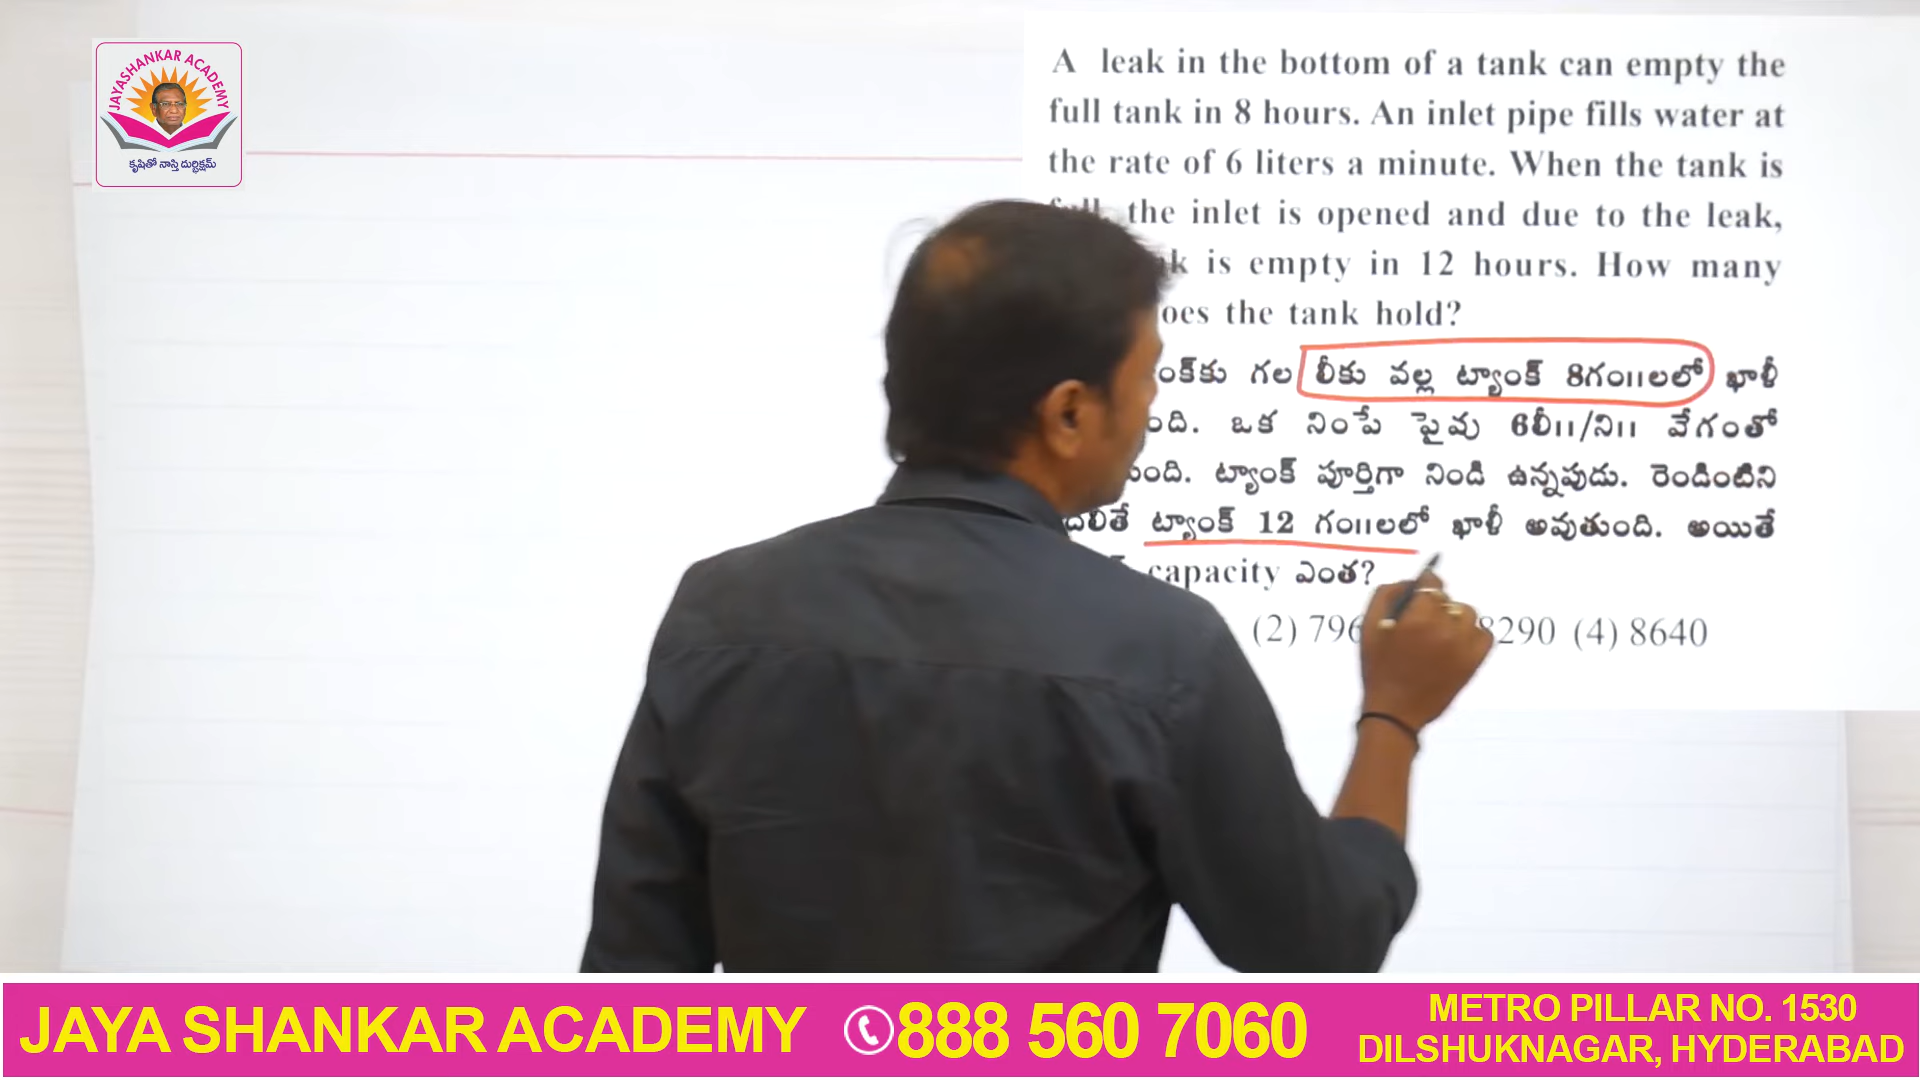 JAYASHANKAR ACADEMY
కృషితో నాస్తి దుర్భిక్షమ్
A leak in the bottom of a tank can empty the
full tank in 8 hours. An inlet pipe fills water at
the rate of 6 liters a minute. When the tank is
the inlet is opened and due to the leak,
is empty in 12 hours. How many
the tank hold?
గల లీకు వల్ల ట్యాంక్ 8గం॥లలో ఖాళీ
ఒక నింపే పైపు 6లీ॥/ని॥ వేగంతో
ట్యాంక్ పూర్తిగా నిండి ఉన్నపుడు. రెండింటిని
ట్యాంక్ 12 గం॥లలో ఖాళీ అవుతుంది. అయితే
capacity ఎంత?
(2) 8290 (4) 8640
JAYA SHANKAR ACADEMY
888 560 7060
METRO PILLAR NO. 1530
DILSHUKNAGAR, HYDERABAD